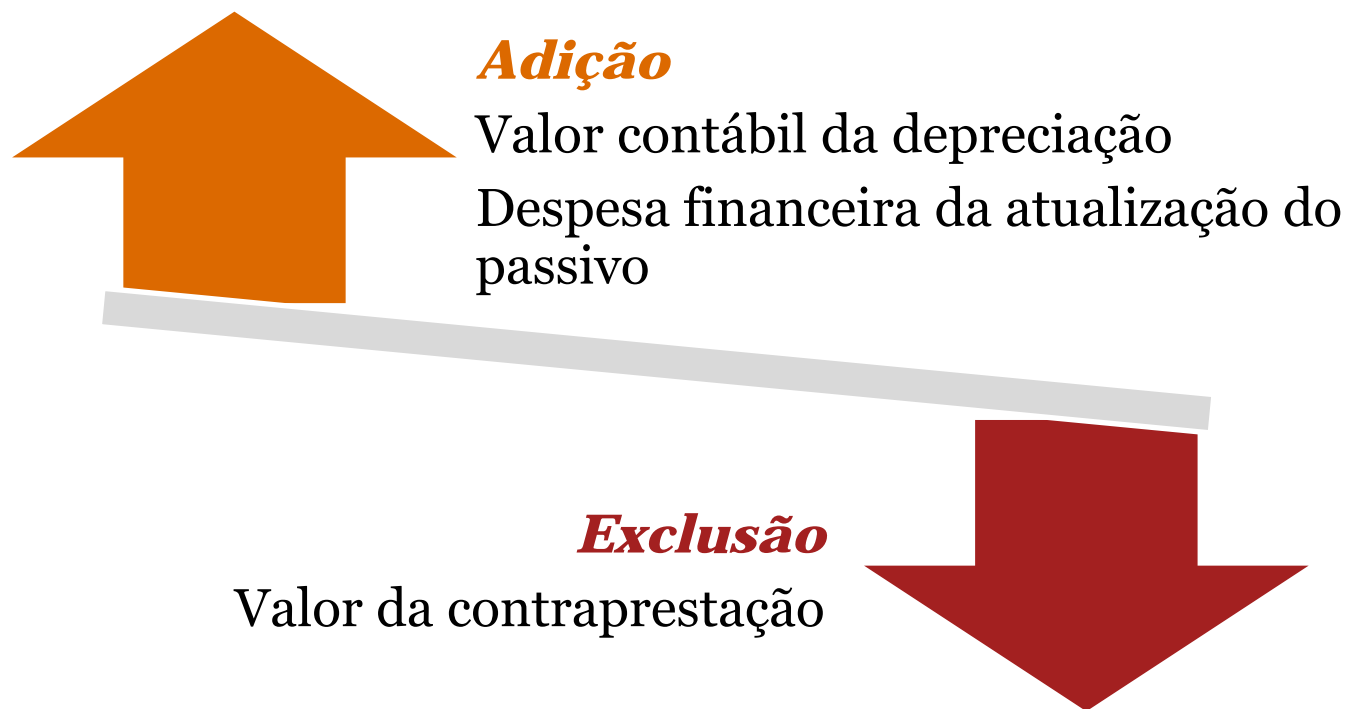 Adição
Valor contábil da depreciação
Despesa financeira da atualização do
passivo
Exclusão
Valor da contraprestação